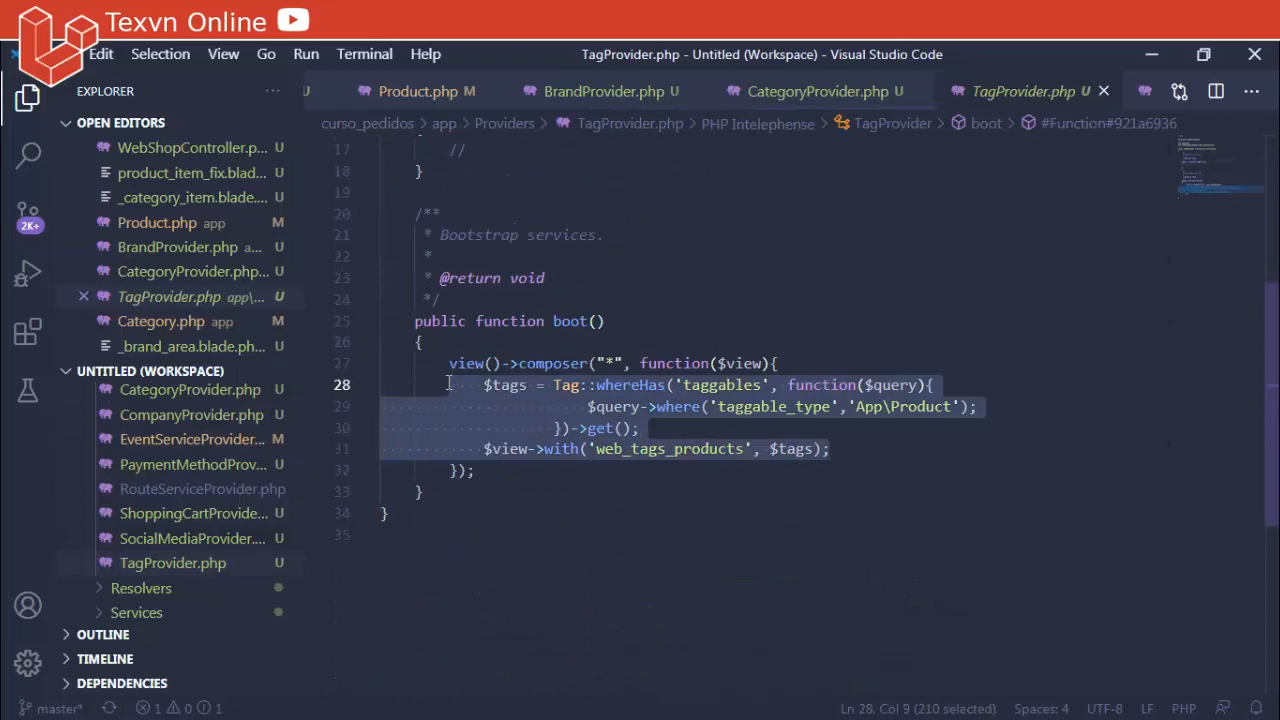 Texvn Online
Edit Selection View Go Run Terminal Help
TagProvider.php - Untitled (Workspace) - Visual Studio Code
EXPLORER
U
Product.php M
BrandProvider.php U
CategoryProvider.php U
TagProvider.php U
OPEN EDITORS
curso_pedidos > app > Providers > TagProvider.php > PHP Intelephense > TagProvider > boot > #Function#921a6936
WebShopController.p... U
product_item_fix.blad... U
_category_item.blade.... U
Product.php app M
BrandProvider.php a... U
CategoryProvider.php... U
TagProvider.php app\... U
Category.php app M
_brand_area.blade.ph... U
UNTITLED (WORKSPACE)
CategoryProvider.php U
CompanyProvider.php U
EventServiceProvider.... M
PaymentMethodProv... U
RouteServiceProvider.php
ShoppingCartProvide... U
SocialMediaProvider.... U
TagProvider.php U
Resolvers
Services
OUTLINE
TIMELINE
DEPENDENCIES
2K+
17 //
18 }
19
20 /**
21 * Bootstrap services.
22 *
23 * @return void
24 */
25 public function boot()
26 {
27 view()->composer("*", function($view){
28 $tags = Tag::whereHas('taggables', function($query){
29 $query->where('taggable_type','App\Product');
30 })->get();
31 $view->with('web_tags_products', $tags);
32 });
33 }
34 }
35
master* 1 0 1
Ln 28, Col 9 (210 selected) Spaces: 4 UTF-8 LF PHP